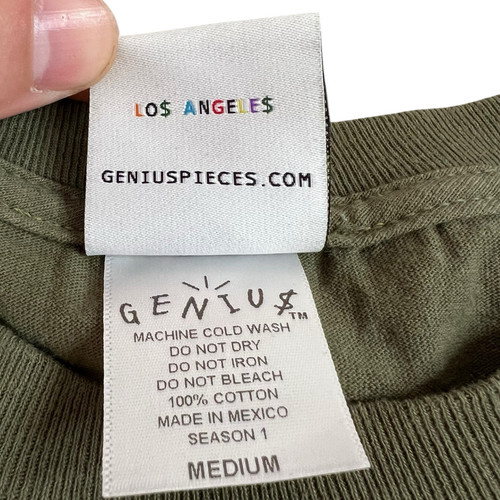 LO$ ANGELE$
GENIUSPIECES.COM
GENIU$™
MACHINE COLD WASH
DO NOT DRY
DO NOT IRON
DO NOT BLEACH
100% COTTON
MADE IN MEXICO
SEASON 1
MEDIUM